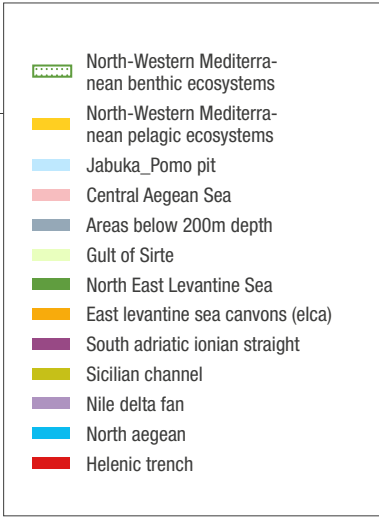 North-Western Mediterra-
nean benthic ecosystems
North-Western Mediterra-
nean pelagic ecosystems
Jabuka_Pomo pit
Central Aegean Sea
Areas below 200m depth
Gult of Sirte
North East Levantine Sea
East levantine sea canvons (elca)
South adriatic ionian straight
Sicilian channel
Nile delta fan
North aegean
Helenic trench